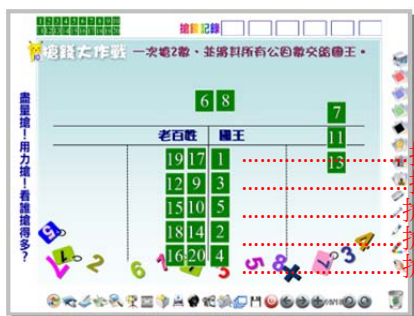 搶錢記錄
搶錢大作戰 一次搶2數，並將其所有公因數交給國王。
盡量搶！用力搶！看誰搶得多？
6 8
7
老百姓 國王
11
19 17 1
13
12 9 3
15 10 5
18 14 2
16 20 4